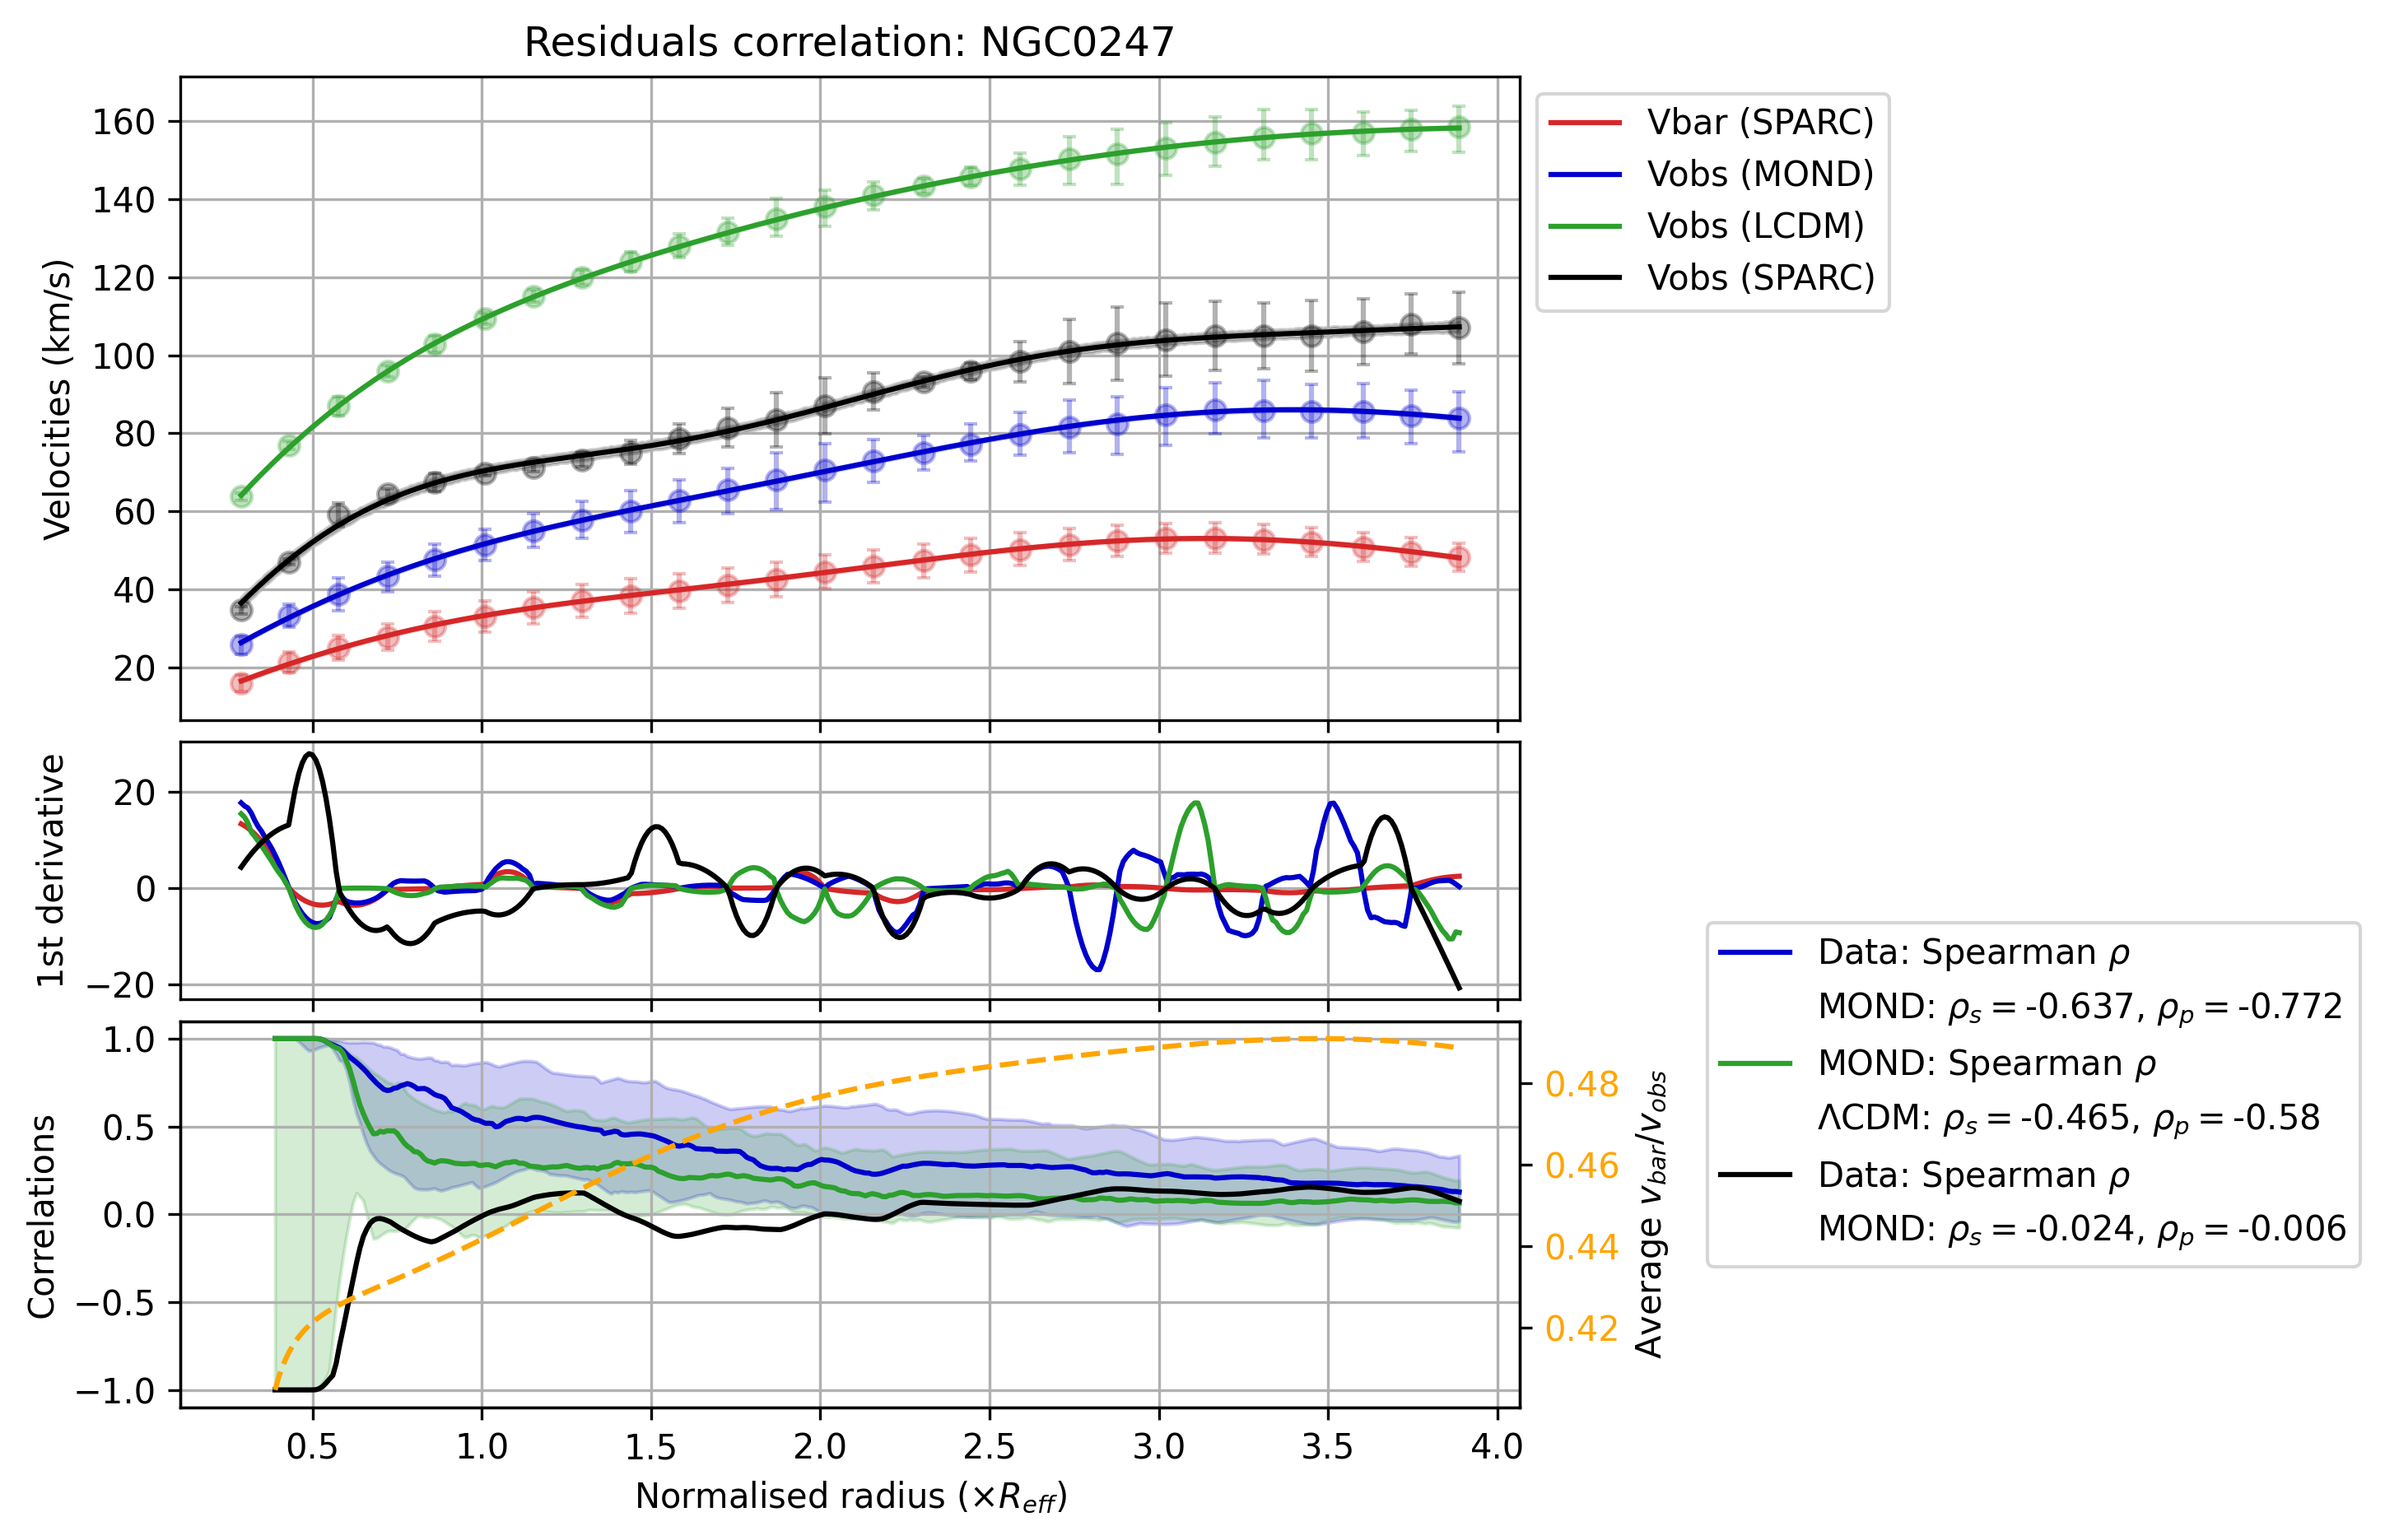 Residuals correlation: NGC0247
Velocities (km/s)
160
140
120
100
80
60
40
20
Vbar (SPARC)
Vobs (MOND)
Vobs (LCDM)
Vobs (SPARC)
1st derivative
20
0
−20
Correlations
1.0
0.5
0.0
−0.5
−1.0
0.48
0.46
0.44
0.42
Average v_bar/v_obs
Data: Spearman ρ
MOND: ρ_s = -0.637, ρ_p = -0.772
MOND: Spearman ρ
ΛCDM: ρ_s = -0.465, ρ_p = -0.58
Data: Spearman ρ
MOND: ρ_s = -0.024, ρ_p = -0.006
0.5 1.0 1.5 2.0 2.5 3.0 3.5 4.0
Normalised radius (×R_eff)